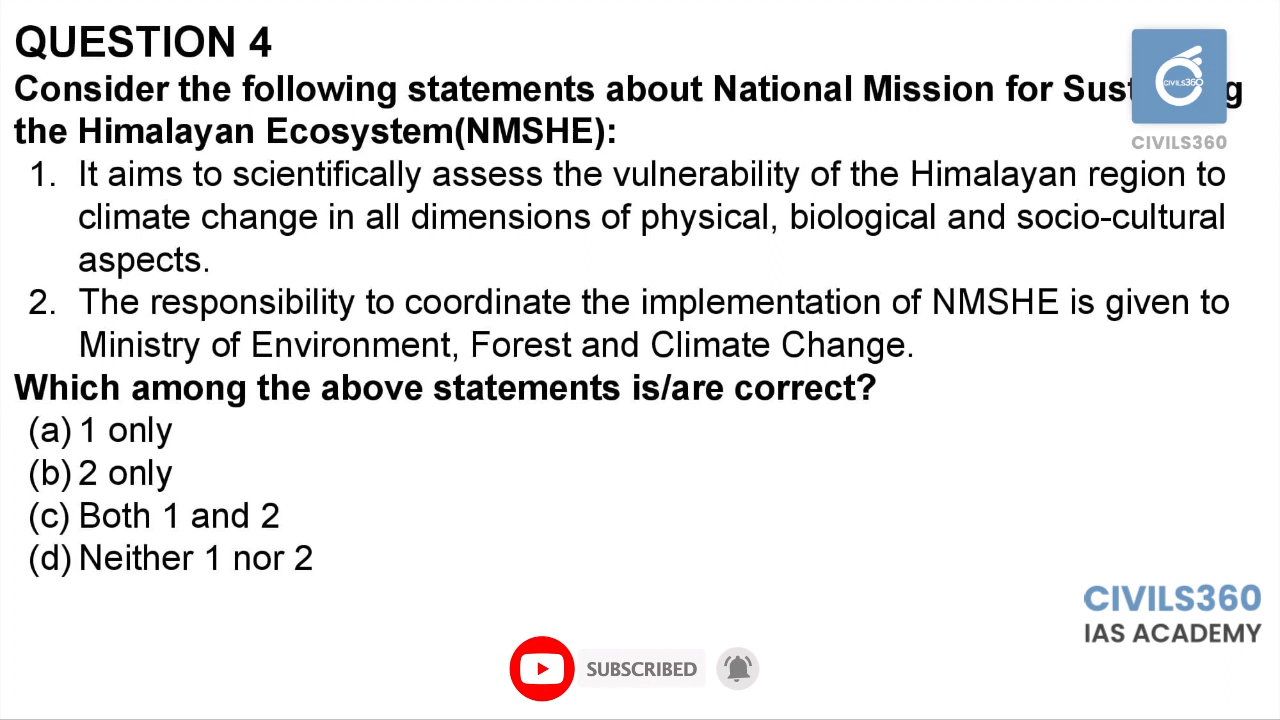 QUESTION 4
Consider the following statements about National Mission for
the Himalayan Ecosystem(NMSHE):
CIVILS360
CIVILS360
1. It aims to scientifically assess the vulnerability of the Himalayan region to
climate change in all dimensions of physical, biological and socio-cultural
aspects.
2. The responsibility to coordinate the implementation of NMSHE is given to
Ministry of Environment, Forest and Climate Change.
Which among the above statements is/are correct?
(a) 1 only
(b) 2 only
(c) Both 1 and 2
(d) Neither 1 nor 2
CIVILS360
IAS ACADEMY
SUBSCRIBED